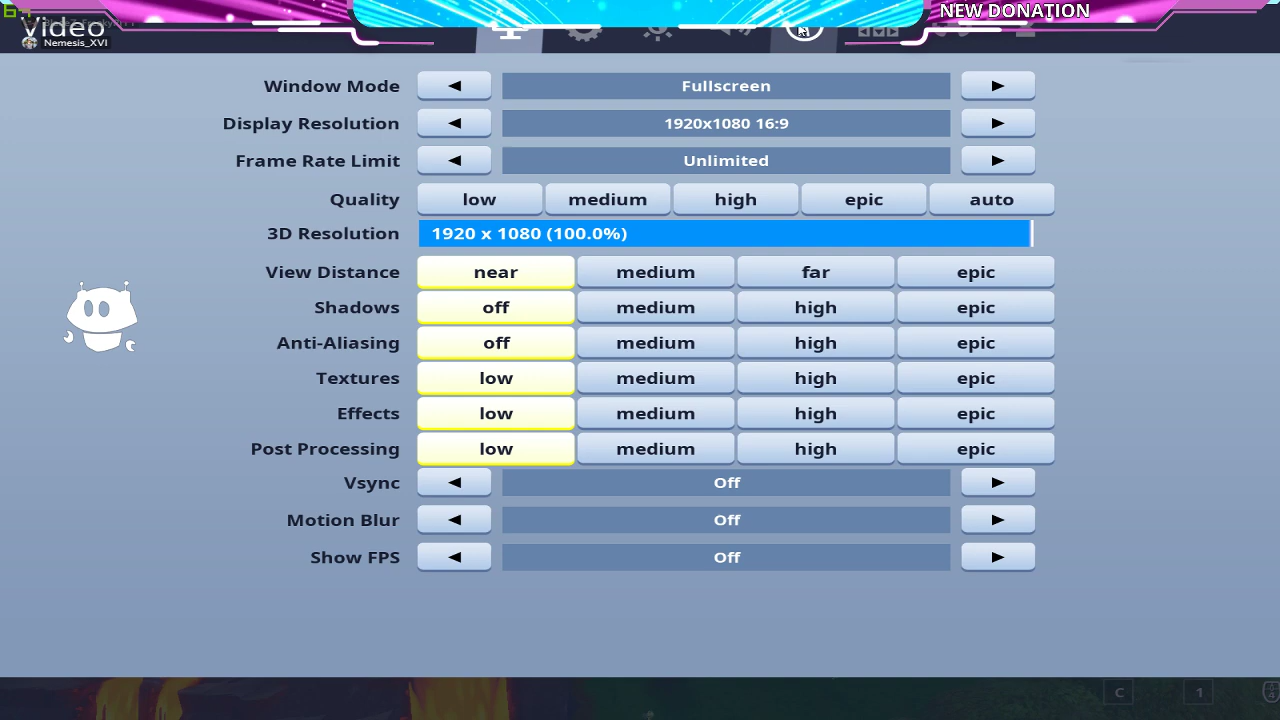 NEW DONATION
Video
Nemesis_XVI
Window Mode ◄ Fullscreen ►
Display Resolution ◄ 1920x1080 16:9 ►
Frame Rate Limit ◄ Unlimited ►
Quality low medium high epic auto
3D Resolution 1920 x 1080 (100.0%)
View Distance near medium far epic
Shadows off medium high epic
Anti-Aliasing off medium high epic
Textures low medium high epic
Effects low medium high epic
Post Processing low medium high epic
Vsync ◄ Off ►
Motion Blur ◄ Off ►
Show FPS ◄ Off ►
C 1